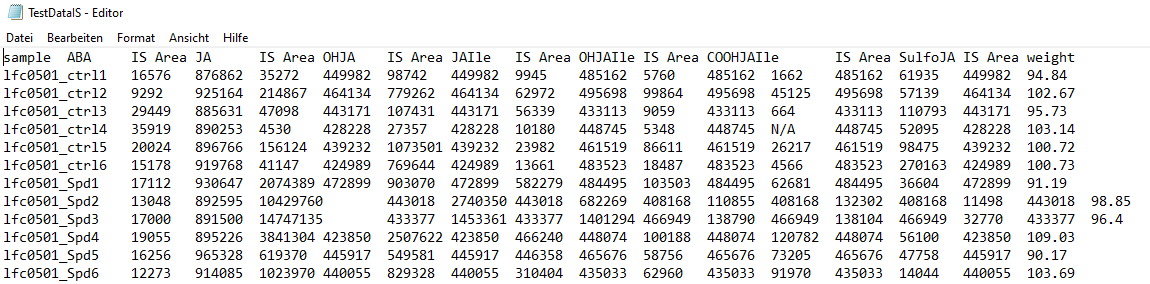 TestDataIS - Editor
Datei Bearbeiten Format Ansicht Hilfe
sample ABA IS Area JA IS Area OHJA IS Area JAIle IS Area OHJAIle IS Area COOHJAIle IS Area SulfoJA IS Area weight
lfc0501_ctrl1 16576 876862 35272 449982 98742 449982 9945 485162 5760 485162 1662 485162 61935 449982 94.84
lfc0501_ctrl2 9292 925164 214867 464134 779262 464134 62972 495698 99864 495698 45125 495698 57139 464134 102.67
lfc0501_ctrl3 29449 885631 47098 443171 107431 443171 56339 433113 9059 433113 664 433113 110793 443171 95.73
lfc0501_ctrl4 35919 890253 4530 428228 27357 428228 10180 448745 5348 448745 N/A 448745 52095 428228 103.14
lfc0501_ctrl5 20024 896766 156124 439232 1073501 439232 23982 461519 86611 461519 26217 461519 98475 439232 100.72
lfc0501_ctrl6 15178 919768 41147 424989 769644 424989 13661 483523 18487 483523 4566 483523 270163 424989 100.73
lfc0501_Spd1 17112 930647 2074389 472899 903070 472899 582279 484495 103503 484495 62681 484495 36604 472899 91.19
lfc0501_Spd2 13048 892595 10429760 443018 2740350 443018 682269 408168 110855 408168 132302 408168 11498 443018 98.85
lfc0501_Spd3 17000 891500 14747135 433377 1453361 433377 1401294 466949 138790 466949 138104 466949 32770 433377 96.4
lfc0501_Spd4 19055 895226 3841304 423850 2507622 423850 466240 448074 100188 448074 120782 448074 56100 423850 109.03
lfc0501_Spd5 16256 965328 619370 445917 549581 445917 446358 465676 58756 465676 73205 465676 47758 445917 90.17
lfc0501_Spd6 12273 914085 1023970 440055 829328 440055 310404 435033 62960 435033 91970 435033 14044 440055 103.69